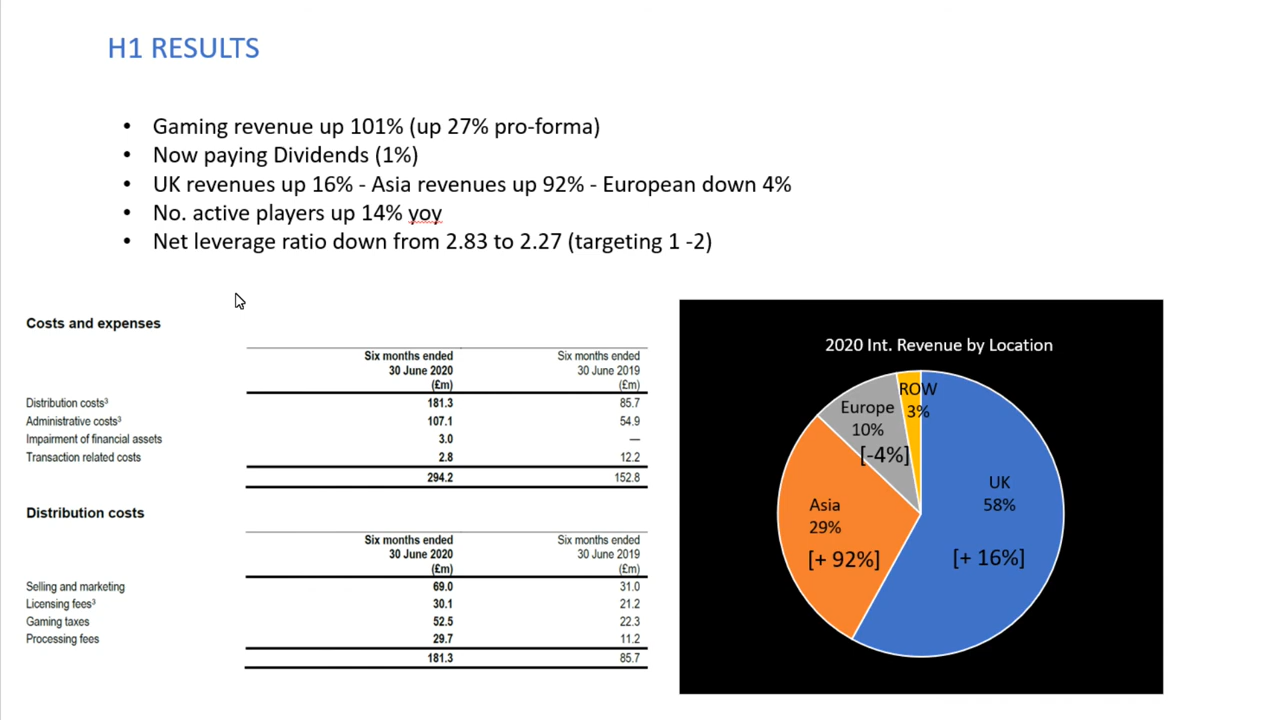 H1 RESULTS
• Gaming revenue up 101% (up 27% pro-forma)
• Now paying Dividends (1%)
• UK revenues up 16% - Asia revenues up 92% - European down 4%
• No. active players up 14% yoy
• Net leverage ratio down from 2.83 to 2.27 (targeting 1 -2)
Costs and expenses
Six months ended Six months ended
30 June 2020 30 June 2019
(£m) (£m)
Distribution costs³ 181.3 85.7
Administrative costs³ 107.1 54.9
Impairment of financial assets 3.0 —
Transaction related costs 2.8 12.2
294.2 152.8
Distribution costs
Six months ended Six months ended
30 June 2020 30 June 2019
(£m) (£m)
Selling and marketing 69.0 31.0
Licensing fees³ 30.1 21.2
Gaming taxes 52.5 22.3
Processing fees 29.7 11.2
181.3 85.7
2020 Int. Revenue by Location
ROW
3%
Europe
10%
[-4%]
UK
58%
[+ 16%]
Asia
29%
[+ 92%]